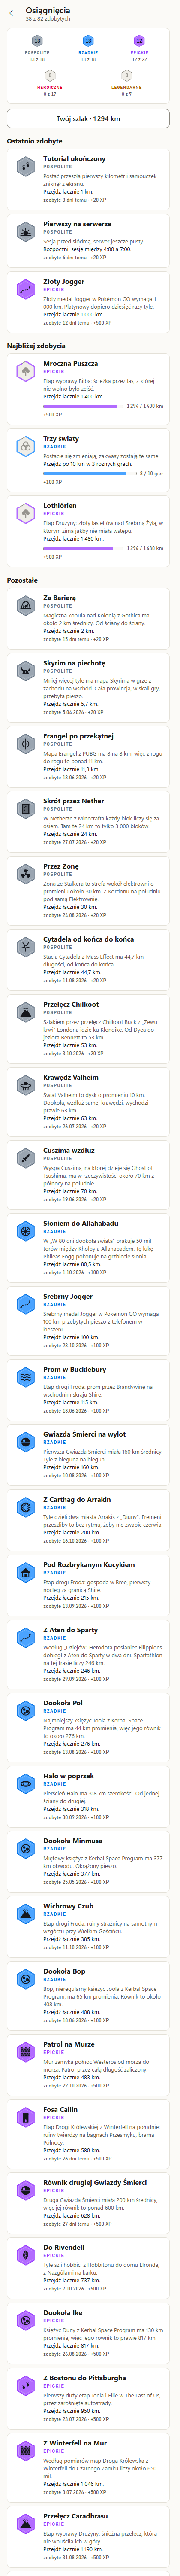 Osiągnięcia
38 z 82 zdobytych
13
POSPOLITE
13 z 18
13
RZADKIE
13 z 18
12
EPICKIE
12 z 22
0
HEROICZNE
0 z 17
0
LEGENDARNE
0 z 7
Twój szlak · 1 294 km
Ostatnio zdobyte
Tutorial ukończony
POSPOLITE
Postać przeszła pierwszy kilometr i samouczek
zniknął z ekranu.
Przejdź łącznie 1 km.
zdobyte 3 dni temu · +20 XP
Pierwszy na serwerze
POSPOLITE
Sesja przed siódmą, serwer jeszcze pusty.
Rozpocznij sesję między 4:00 a 7:00.
zdobyte 4 dni temu · +20 XP
Złoty Jogger
EPICKIE
Złoty medal Jogger w Pokémon GO wymaga 1
000 km. Platynowy dopiero dziesięć razy tyle.
Przejdź łącznie 1 000 km.
zdobyte 12 dni temu · +500 XP
Najbliżej zdobycia
Mroczna Puszcza
EPICKIE
Etap wyprawy Bilba: ścieżka przez las, z której
nie wolno było zejść.
Przejdź łącznie 1 400 km.
1 294 / 1 400 km
+500 XP
Trzy światy
RZADKIE
Postacie się zmieniają, zakwasy zostają te same.
Przejdź po 10 km w 3 różnych grach.
+100 XP
Lothlórien
EPICKIE
Etap Drużyny: złoty las elfów nad Srebrną Żyłą, w
którym zima jakby nie miała wstępu.
Przejdź łącznie 1 480 km.
1 294 / 1 480 km
+500 XP
Pozostałe
Za Barierą
POSPOLITE
Magiczna kopuła nad Kolonią z Gothica ma
około 2 km średnicy. Od ściany do ściany.
Przejdź łącznie 2 km.
zdobyte 15 dni temu · +20 XP
Skyrim na piechotę
POSPOLITE
Mniej więcej tyle ma mapa Skyrima w grze z
zachodu na wschód. Cała prowincja, w skali gry,
przebyta pieszo.
Przejdź łącznie 5,7 km.
zdobyte 5.06.2026 · +20 XP
Erangel po przekątnej
POSPOLITE
Mapa Erangel z PUBG ma 8 na 8 km, więc z rogu
do rogu to ponad 11 km.
Przejdź łącznie 11,3 km.
zdobyte 13.06.2026 · +20 XP
Skrót przez Nether
POSPOLITE
W Netherze z Minecrafta każdy blok liczy się za
osiem. Tam te 24 km to tylko 3 000 bloków.
Przejdź łącznie 24 km.
zdobyte 27.07.2026 · +20 XP
Przez Zonę
POSPOLITE
Zona ze Stalkera to strefa wokół elektrowni o
promieniu około 30 km. Z Kordonu na południu
pod samą Elektrownię.
Przejdź łącznie 30 km.
zdobyte 26.08.2026 · +20 XP
Cytadela od końca do końca
POSPOLITE
Stacja Cytadela z Mass Effect ma 44,7 km
długości, od końca do końca.
Przejdź łącznie 44,7 km.
zdobyte 11.08.2026 · +20 XP
Przełęcz Chilkoot
POSPOLITE
Szlakiem przez przełęcz Chilkoot Buck z „Zewu
krwi” Londona idzie ku Klondike. Od Dyea do
jeziora Bennett to 53 km.
Przejdź łącznie 53 km.
zdobyte 3.10.2026 · +20 XP
Krawędź Valheim
POSPOLITE
Świat Valheim to dysk o promieniu 10 km.
Dookoła, wzdłuż samej krawędzi, wychodzi
prawie 63 km.
Przejdź łącznie 63 km.
zdobyte 26.07.2026 · +20 XP
Cuszima wzdłuż
POSPOLITE
Wyspa Cuszima, na której dzieje się Ghost of
Tsushima, ma w rzeczywistości około 70 km z
północy na południe.
Przejdź łącznie 70 km.
zdobyte 19.06.2026 · +20 XP
Słoniem do Allahabadu
RZADKIE
W „W 80 dni dookoła świata” brakuje 50 mil
torów między Kholby a Allahabadem. Tę lukę
Phileas Fogg pokonuje na grzbiecie słonia.
Przejdź łącznie 80,5 km.
zdobyte 1.10.2026 · +100 XP
Srebrny Jogger
RZADKIE
Srebrny medal Jogger w Pokémon GO wymaga
100 km przebytych pieszo z telefonem w
kieszeni.
Przejdź łącznie 100 km.
zdobyte 23.10.2026 · +100 XP
Prom w Bucklebury
RZADKIE
Etap drogi Froda: prom przez Brandywinę na
wschodnim skraju Shire.
Przejdź łącznie 115 km.
zdobyte 18.06.2026 · +100 XP
Gwiazda Śmierci na wylot
RZADKIE
Pierwsza Gwiazda Śmierci miała 160 km średnicy.
Tyle z bieguna na biegun.
Przejdź łącznie 160 km.
zdobyte 10.08.2026 · +100 XP
Z Carthag do Arrakin
RZADKIE
Tyle dzieli dwa miasta Arrakis z „Diuny”. Fremeni
przeszliby to bez rytmu, żeby nie zwabić czerwia.
Przejdź łącznie 200 km.
zdobyte 16.10.2026 · +100 XP
Pod Rozbrykanym Kucykiem
RZADKIE
Etap drogi Froda: gospoda w Bree, pierwszy
nocleg za granicą Shire.
Przejdź łącznie 215 km.
zdobyte 13.09.2026 · +100 XP
Z Aten do Sparty
RZADKIE
Według „Dziejów” Herodota posłaniec Filippides
dobiegł z Aten do Sparty w dwa dni. Spartathlon
na tej trasie liczy 246 km.
Przejdź łącznie 246 km.
zdobyte 29.09.2026 · +100 XP
Dookoła Pol
RZADKIE
Najmniejszy księżyc Joola z Kerbal Space
Program ma 44 km promienia, więc jego równik
to około 276 km.
Przejdź łącznie 276 km.
zdobyte 13.08.2026 · +100 XP
Halo w poprzek
RZADKIE
Pierścień Halo ma 318 km szerokości. Od jednej
ściany do drugiej.
Przejdź łącznie 318 km.
zdobyte 30.09.2026 · +100 XP
Dookoła Minmusa
RZADKIE
Miętowy księżyc z Kerbal Space Program ma 377
km obwodu. Okrążony pieszo.
Przejdź łącznie 377 km.
zdobyte 25.05.2026 · +100 XP
Wichrowy Czub
RZADKIE
Etap drogi Froda: ruiny strażnicy na samotnym
wzgórzu przy Wielkim Gościńcu.
Przejdź łącznie 385 km.
zdobyte 11.10.2026 · +100 XP
Dookoła Bop
RZADKIE
Bop, nieregularny księżyc Joola z Kerbal Space
Program, ma 65 km promienia. Równik to około
408 km.
Przejdź łącznie 408 km.
zdobyte 18.06.2026 · +100 XP
Patrol na Murze
EPICKIE
Mur zamyka północ Westeros od morza do
morza. Patrol przez całą długość zaliczony.
Przejdź łącznie 483 km.
zdobyte 22.10.2026 · +500 XP
Fosa Cailin
EPICKIE
Etap Drogi Królewskiej z Winterfell na południe:
ruiny twierdzy na bagnach Przesmyku, brama
Północy.
Przejdź łącznie 580 km.
zdobyte 26 dni temu · +500 XP
Równik drugiej Gwiazdy Śmierci
EPICKIE
Druga Gwiazda Śmierci miała 200 km średnicy,
więc jej równik to ponad 600 km.
Przejdź łącznie 628 km.
zdobyte 27 dni temu · +500 XP
Do Rivendell
EPICKIE
Tyle szli hobbici z Hobbitonu do domu Elronda,
z Nazgûlami na karku.
Przejdź łącznie 737 km.
zdobyte 7.10.2026 · +500 XP
Dookoła Ike
EPICKIE
Księżyc Duny z Kerbal Space Program ma 130 km
promienia, więc jego równik to prawie 817 km.
Przejdź łącznie 817 km.
zdobyte 26.08.2026 · +500 XP
Z Bostonu do Pittsburgha
EPICKIE
Pierwszy duży etap Joela i Ellie w The Last of Us,
przez zarośnięte autostrady.
Przejdź łącznie 950 km.
zdobyte 23.07.2026 · +500 XP
Z Winterfell na Mur
EPICKIE
Według pomiarów map Droga Królewska z
Winterfell do Czarnego Zamku liczy około 650
mil.
Przejdź łącznie 1 046 km.
zdobyte 3.07.2026 · +500 XP
Przełęcz Caradhrasu
EPICKIE
Etap wyprawy Drużyny: śnieżna przełęcz, która
nie wpuściła ich w góry.
Przejdź łącznie 1 190 km.
zdobyte 31.08.2026 · +500 XP